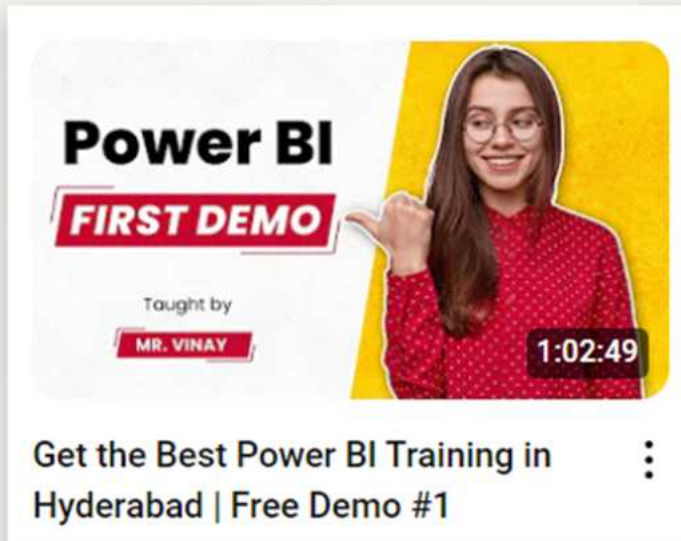 Power BI
FIRST DEMO
Taught by
MR. VINAY
1:02:49
Get the Best Power BI Training in
Hyderabad | Free Demo #1